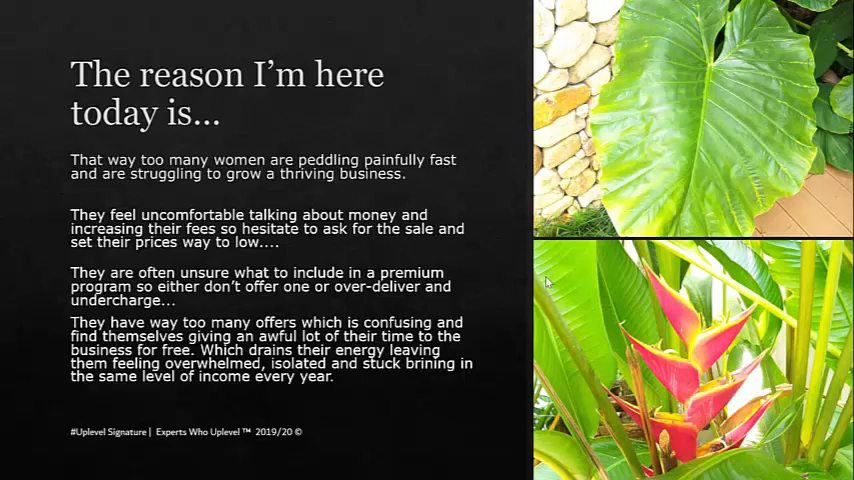 The reason I’m here
today is...
That way too many women are peddling painfully fast
and are struggling to grow a thriving business.
They feel uncomfortable talking about money and
increasing their fees so hesitate to ask for the sale and
set their prices way to low....
They are often unsure what to include in a premium
program so either don’t offer one or over-deliver and
undercharge...
They have way too many offers which is confusing and
find themselves giving an awful lot of their time to the
business for free. Which drains their energy leaving
them feeling overwhelmed, isolated and stuck brining in
the same level of income every year.
#Uplevel Signature | Experts Who Uplevel ™ 2019/20 ©